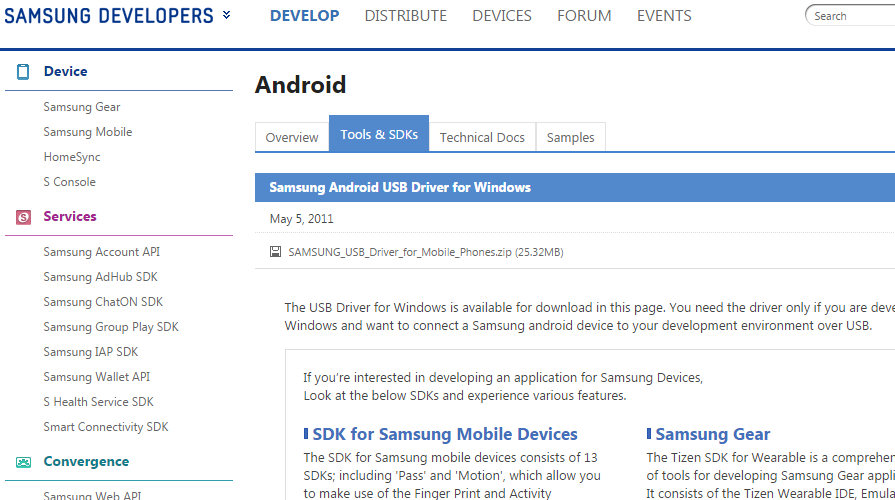 SAMSUNG DEVELOPERS
DEVELOP DISTRIBUTE DEVICES FORUM EVENTS
Search
Device
Samsung Gear
Samsung Mobile
HomeSync
S Console
Services
Samsung Account API
Samsung AdHub SDK
Samsung ChatON SDK
Samsung Group Play SDK
Samsung IAP SDK
Samsung Wallet API
S Health Service SDK
Smart Connectivity SDK
Convergence
Samsung Web API
Android
Overview Tools & SDKs Technical Docs Samples
Samsung Android USB Driver for Windows
May 5, 2011
SAMSUNG_USB_Driver_for_Mobile_Phones.zip (25.32MB)
The USB Driver for Windows is available for download in this page. You need the driver only if you are deve
Windows and want to connect a Samsung android device to your development environment over USB.
If you're interested in developing an application for Samsung Devices,
Look at the below SDKs and experience various features.
SDK for Samsung Mobile Devices
The SDK for Samsung mobile devices consists of 13
SDKs; including 'Pass' and 'Motion', which allow you
to make use of the Finger Print and Activity
Samsung Gear
The Tizen SDK for Wearable is a comprehen
of tools for developing Samsung Gear appli
It consists of the Tizen Wearable IDE, Emula